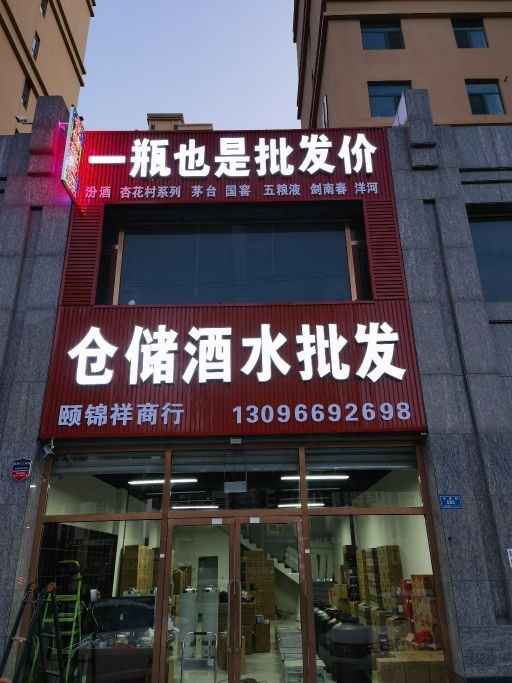 一瓶也是批发价
汾酒 杏花村系列 茅台 国窖 五粮液 剑南春 洋河
仓储酒水批发
颐锦祥商行 13096692698